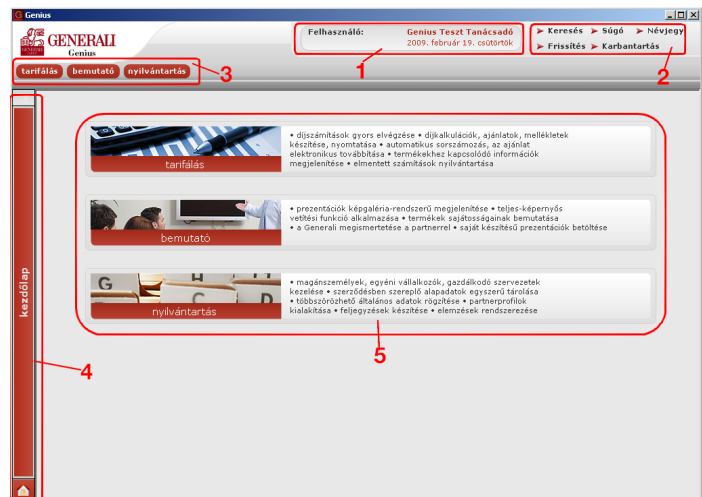 Genius
GENERALI
Genius
Felhasználó: Genius Teszt Tanácsadó
2009. február 19. csütörtök
Keresés Súgó Névjegy
Frissítés Karbantartás
1
2
tarifálás bemutató nyilvántartás
3
tarifálás
• díjszámítások gyors elvégzése • díjkalkulációk, ajánlatok, mellékletek
készítése, nyomtatása • automatikus sorszámozás, az ajánlat
elektronikus továbbítása • termékekhez kapcsolódó információk
megjelenítése • elmentett számítások nyilvántartása
bemutató
• prezentációk képgaléria-rendszerű megjelenítése • teljes-képernyős
vetítési funkció alkalmazása • termékek sajátosságainak bemutatása
• a Generali megismertetése a partnerrel • saját készítésű prezentációk betöltése
G H
C D
nyilvántartás
• magánszemélyek, egyéni vállalkozók, gazdálkodó szervezetek
kezelése • szerződésben szereplő alapadatok egyszerű tárolása
• többszörözhető általános adatok rögzítése • partnerprofilok
kialakítása • feljegyzések készítése • elemzések rendszerezése
5
kezdőlap
4